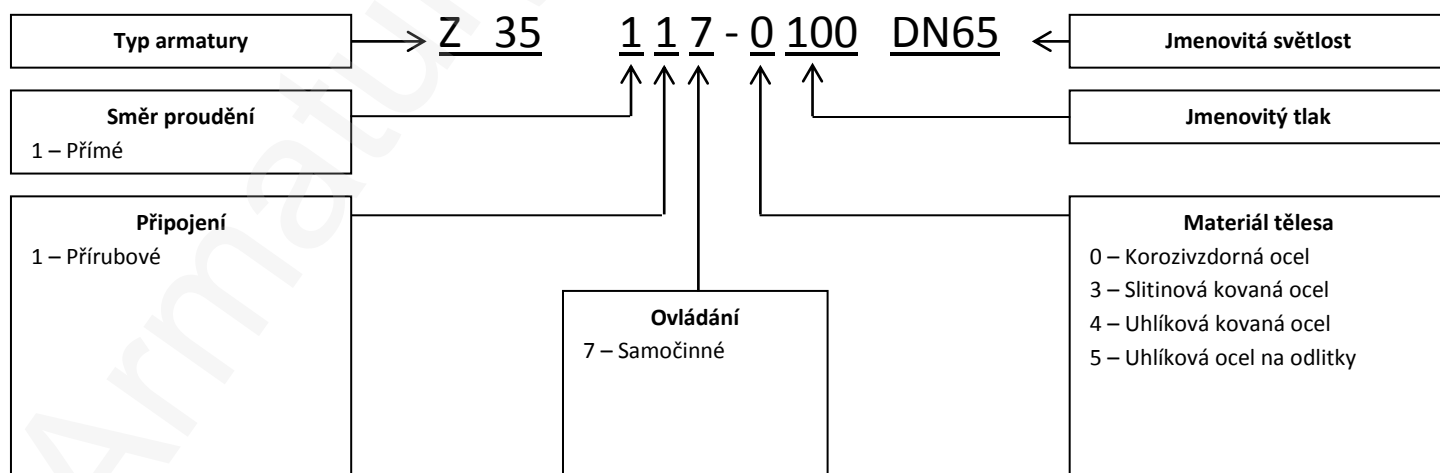 Typ armatury
Z 35 1 1 7 - 0 100 DN65
Jmenovitá světlost
Směr proudění
1 – Přímé
Jmenovitý tlak
Připojení
1 – Přírubové
Ovládání
7 – Samočinné
Materiál tělesa
0 – Korozivzdorná ocel
3 – Slitinová kovaná ocel
4 – Uhlíková kovaná ocel
5 – Uhlíková ocel na odlitky
Armatu